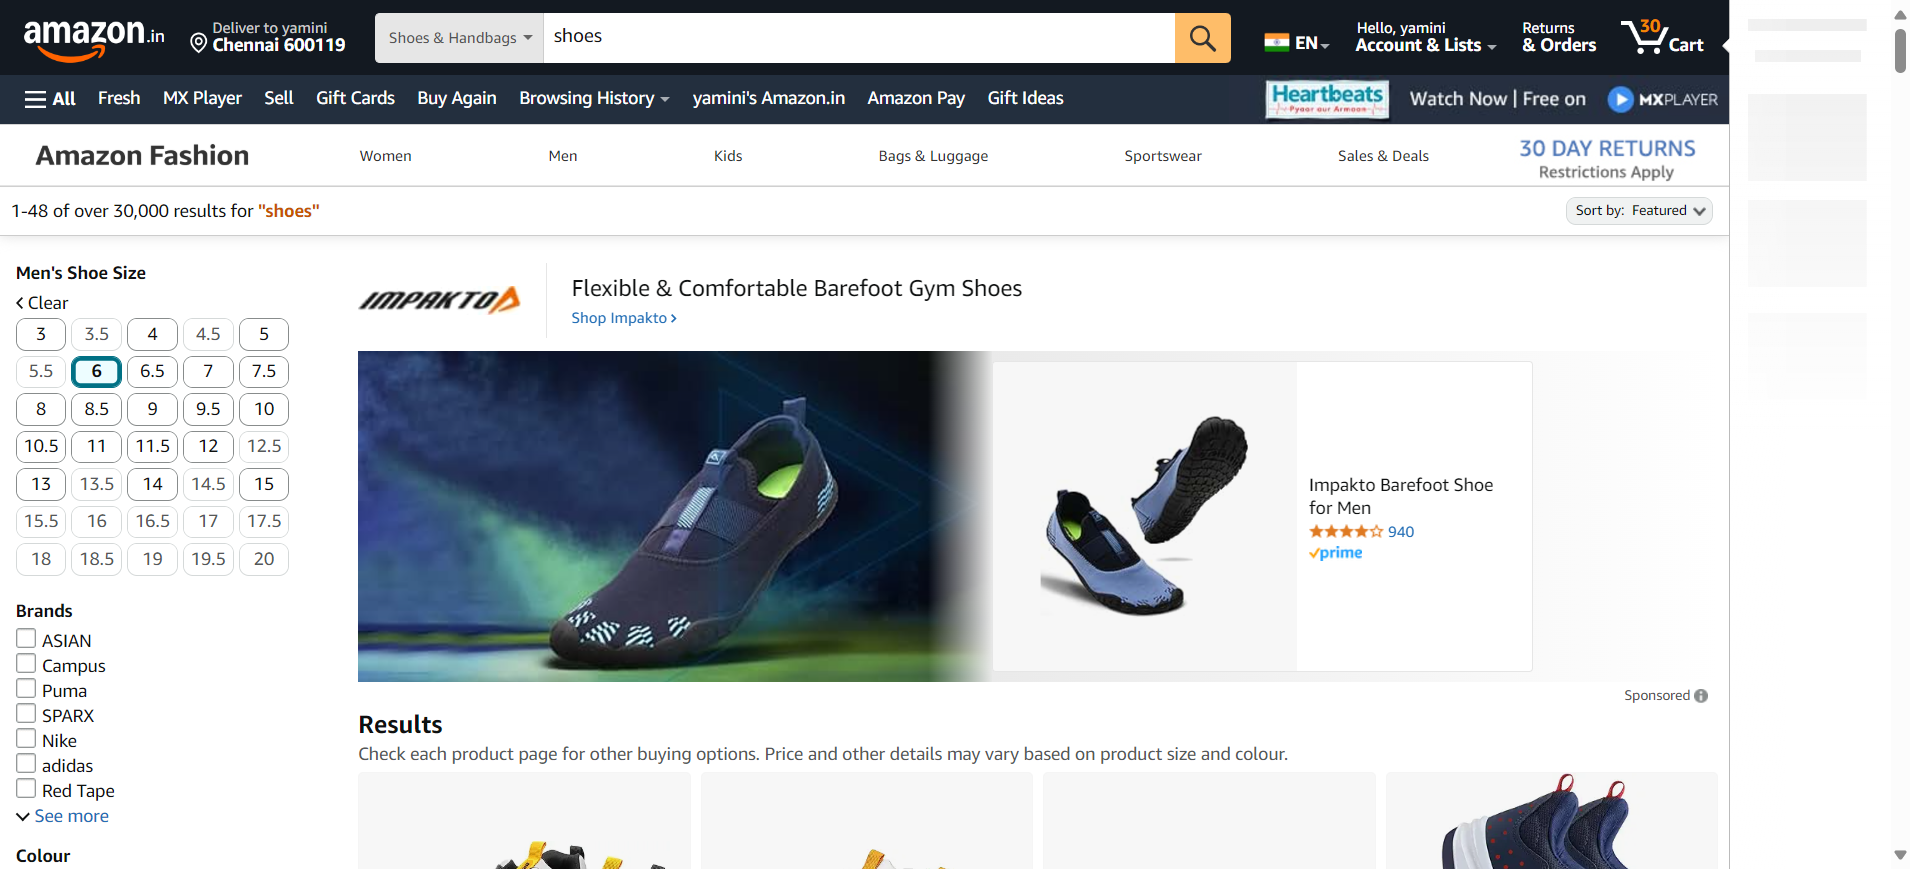 amazon.in
Deliver to yamini
Chennai 600119
Shoes & Handbags
shoes
EN
Hello, yamini
Account & Lists
Returns
& Orders
30
Cart
All
Fresh
MX Player
Sell
Gift Cards
Buy Again
Browsing History
yamini's Amazon.in
Amazon Pay
Gift Ideas
Heartbeats
Pyaar aur Armaan
Watch Now | Free on
MXPLAYER
Amazon Fashion
Women
Men
Kids
Bags & Luggage
Sportswear
Sales & Deals
30 DAY RETURNS
Restrictions Apply
1-48 of over 30,000 results for "shoes"
Sort by: Featured
Men's Shoe Size
Clear
3 3.5 4 4.5 5
5.5 6 6.5 7 7.5
8 8.5 9 9.5 10
10.5 11 11.5 12 12.5
13 13.5 14 14.5 15
15.5 16 16.5 17 17.5
18 18.5 19 19.5 20
Brands
ASIAN
Campus
Puma
SPARX
Nike
adidas
Red Tape
See more
Colour
IMPAKTO
Flexible & Comfortable Barefoot Gym Shoes
Shop Impakto
Impakto Barefoot Shoe
for Men
940
prime
Sponsored
Results
Check each product page for other buying options. Price and other details may vary based on product size and colour.